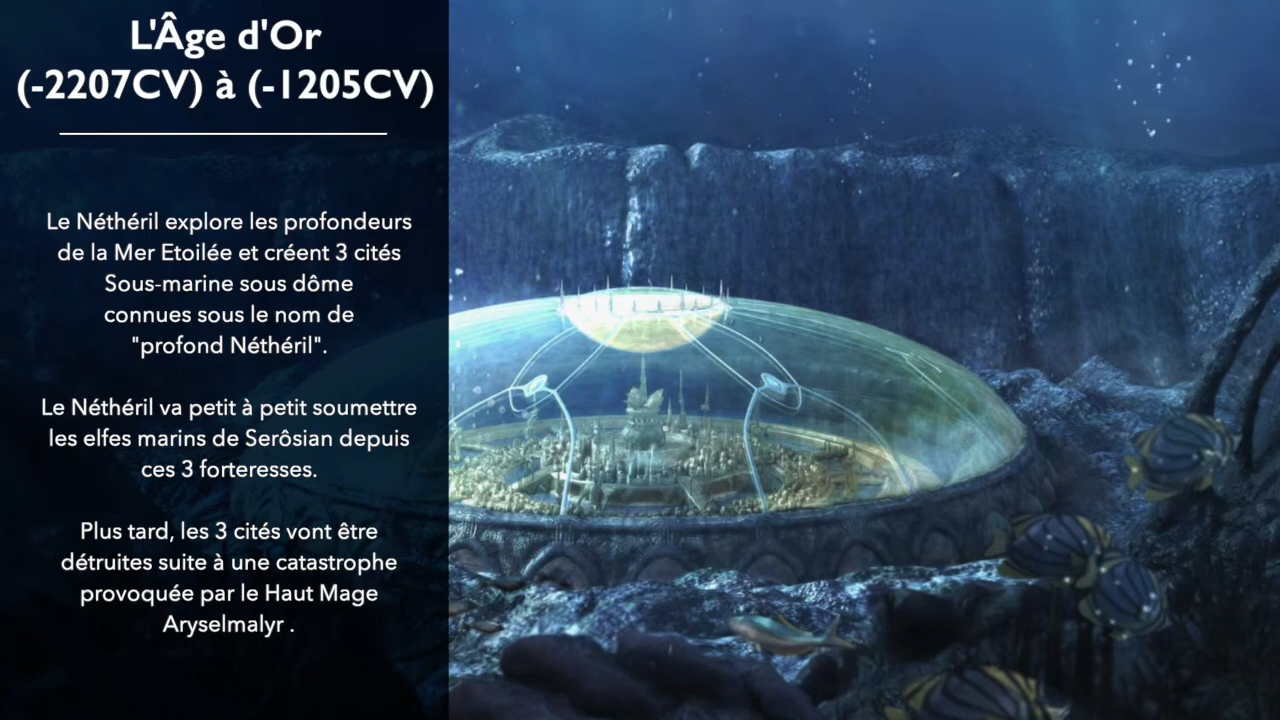 L'Âge d'Or
(-2207CV) à (-1205CV)
Le Néthéril explore les profondeurs
de la Mer Etoilée et créent 3 cités
Sous-marine sous dôme
connues sous le nom de
"profond Néthéril".
Le Néthéril va petit à petit soumettre
les elfes marins de Serôsian depuis
ces 3 forteresses.
Plus tard, les 3 cités vont être
détruites suite à une catastrophe
provoquée par le Haut Mage
Aryselmalyr .